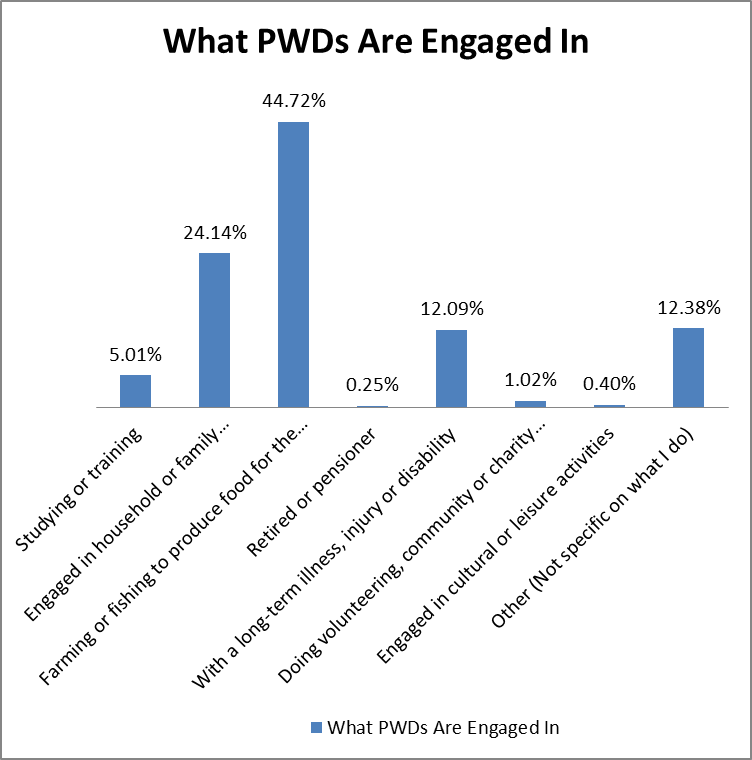 What PWDs Are Engaged In
44.72%
24.14%
12.09%
12.38%
5.01%
0.25%
1.02%
0.40%
Studying or training
Engaged in household or family...
Farming or fishing to produce food for the...
Retired or pensioner
With a long-term illness, injury or disability
Doing volunteering, community or charity...
Engaged in cultural or leisure activities
Other (Not specific on what I do)
What PWDs Are Engaged In